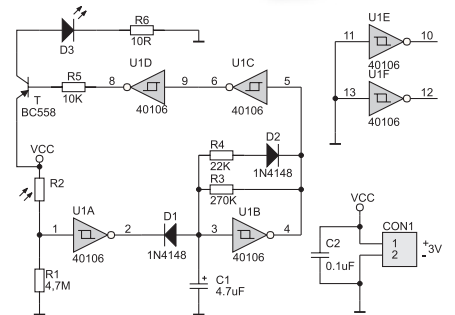 R6
D3
10R
U1D
U1C
R5
8
9
6
5
T
10K
BC558
40106
40106
U1E
11
10
40106
U1F
13
12
40106
VCC
R2
R4
D2
22K
1N4148
R3
270K
U1A
D1
U1B
1
2
3
4
40106
1N4148
40106
R1
4,7M
C1
+
4.7uF
VCC
CON1
C2
0.1uF
1
2
+
3V
-